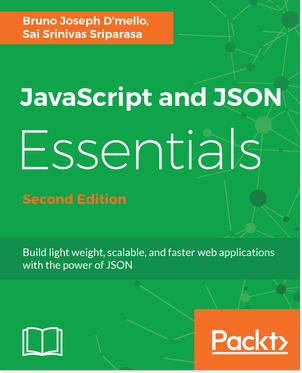 Bruno Joseph D'mello,
Sai Srinivas Sriparasa
JavaScript and JSON
Essentials
Second Edition
Build light weight, scalable, and faster web applications
with the power of JSON
Packt>